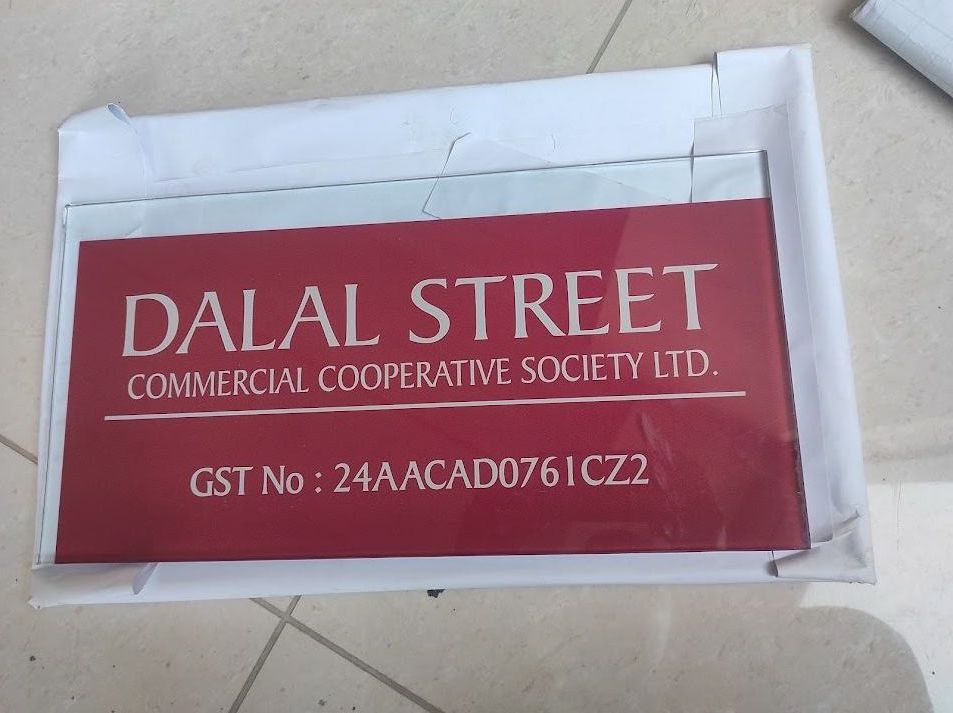 DALAL STREET
COMMERCIAL COOPERATIVE SOCIETY LTD.
GST No : 24AACAD0761CZ2